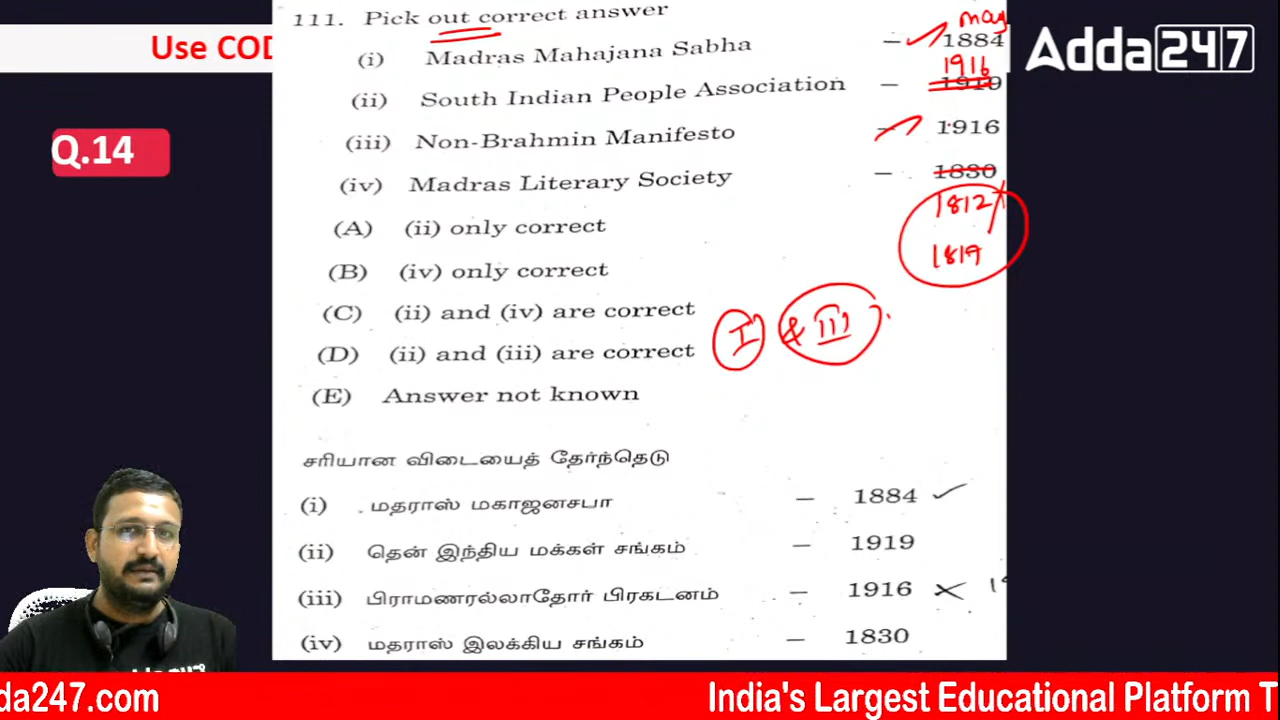 Use COD
Adda247
Q.14
111. Pick out correct answer
may
(i) Madras Mahajana Sabha – 1884
1916
(ii) South Indian People Association – 1919
(iii) Non-Brahmin Manifesto – 1916
(iv) Madras Literary Society – 1830
1812
1819
(A) (ii) only correct
(B) (iv) only correct
(C) (ii) and (iv) are correct
I & III
(D) (ii) and (iii) are correct
(E) Answer not known
சரியான விடையைத் தேர்ந்தெடு
(i) மதராஸ் மகாஜனசபா – 1884
(ii) தென் இந்திய மக்கள் சங்கம் – 1919
(iii) பிராமணரல்லாதோர் பிரகடனம் – 1916
(iv) மதராஸ் இலக்கிய சங்கம் – 1830
da247.com
India's Largest Educational Platform T